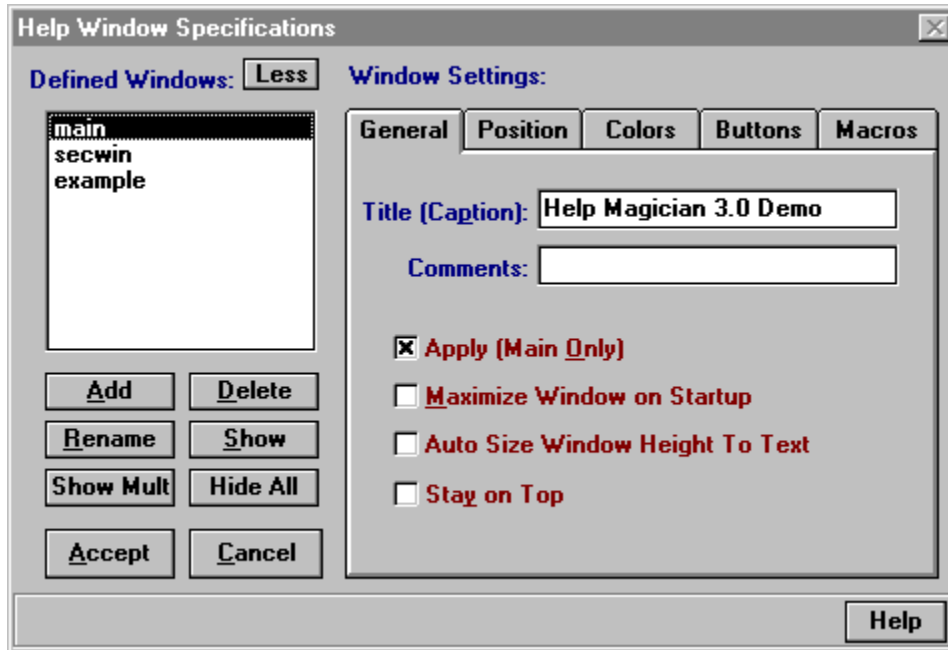 Help Window Specifications
Defined Windows: Less
main
secwin
example
Add Delete
Rename Show
Show Mult Hide All
Accept Cancel
Window Settings:
General Position Colors Buttons Macros
Title (Caption): Help Magician 3.0 Demo
Comments:
Apply (Main Only)
Maximize Window on Startup
Auto Size Window Height To Text
Stay on Top
Help